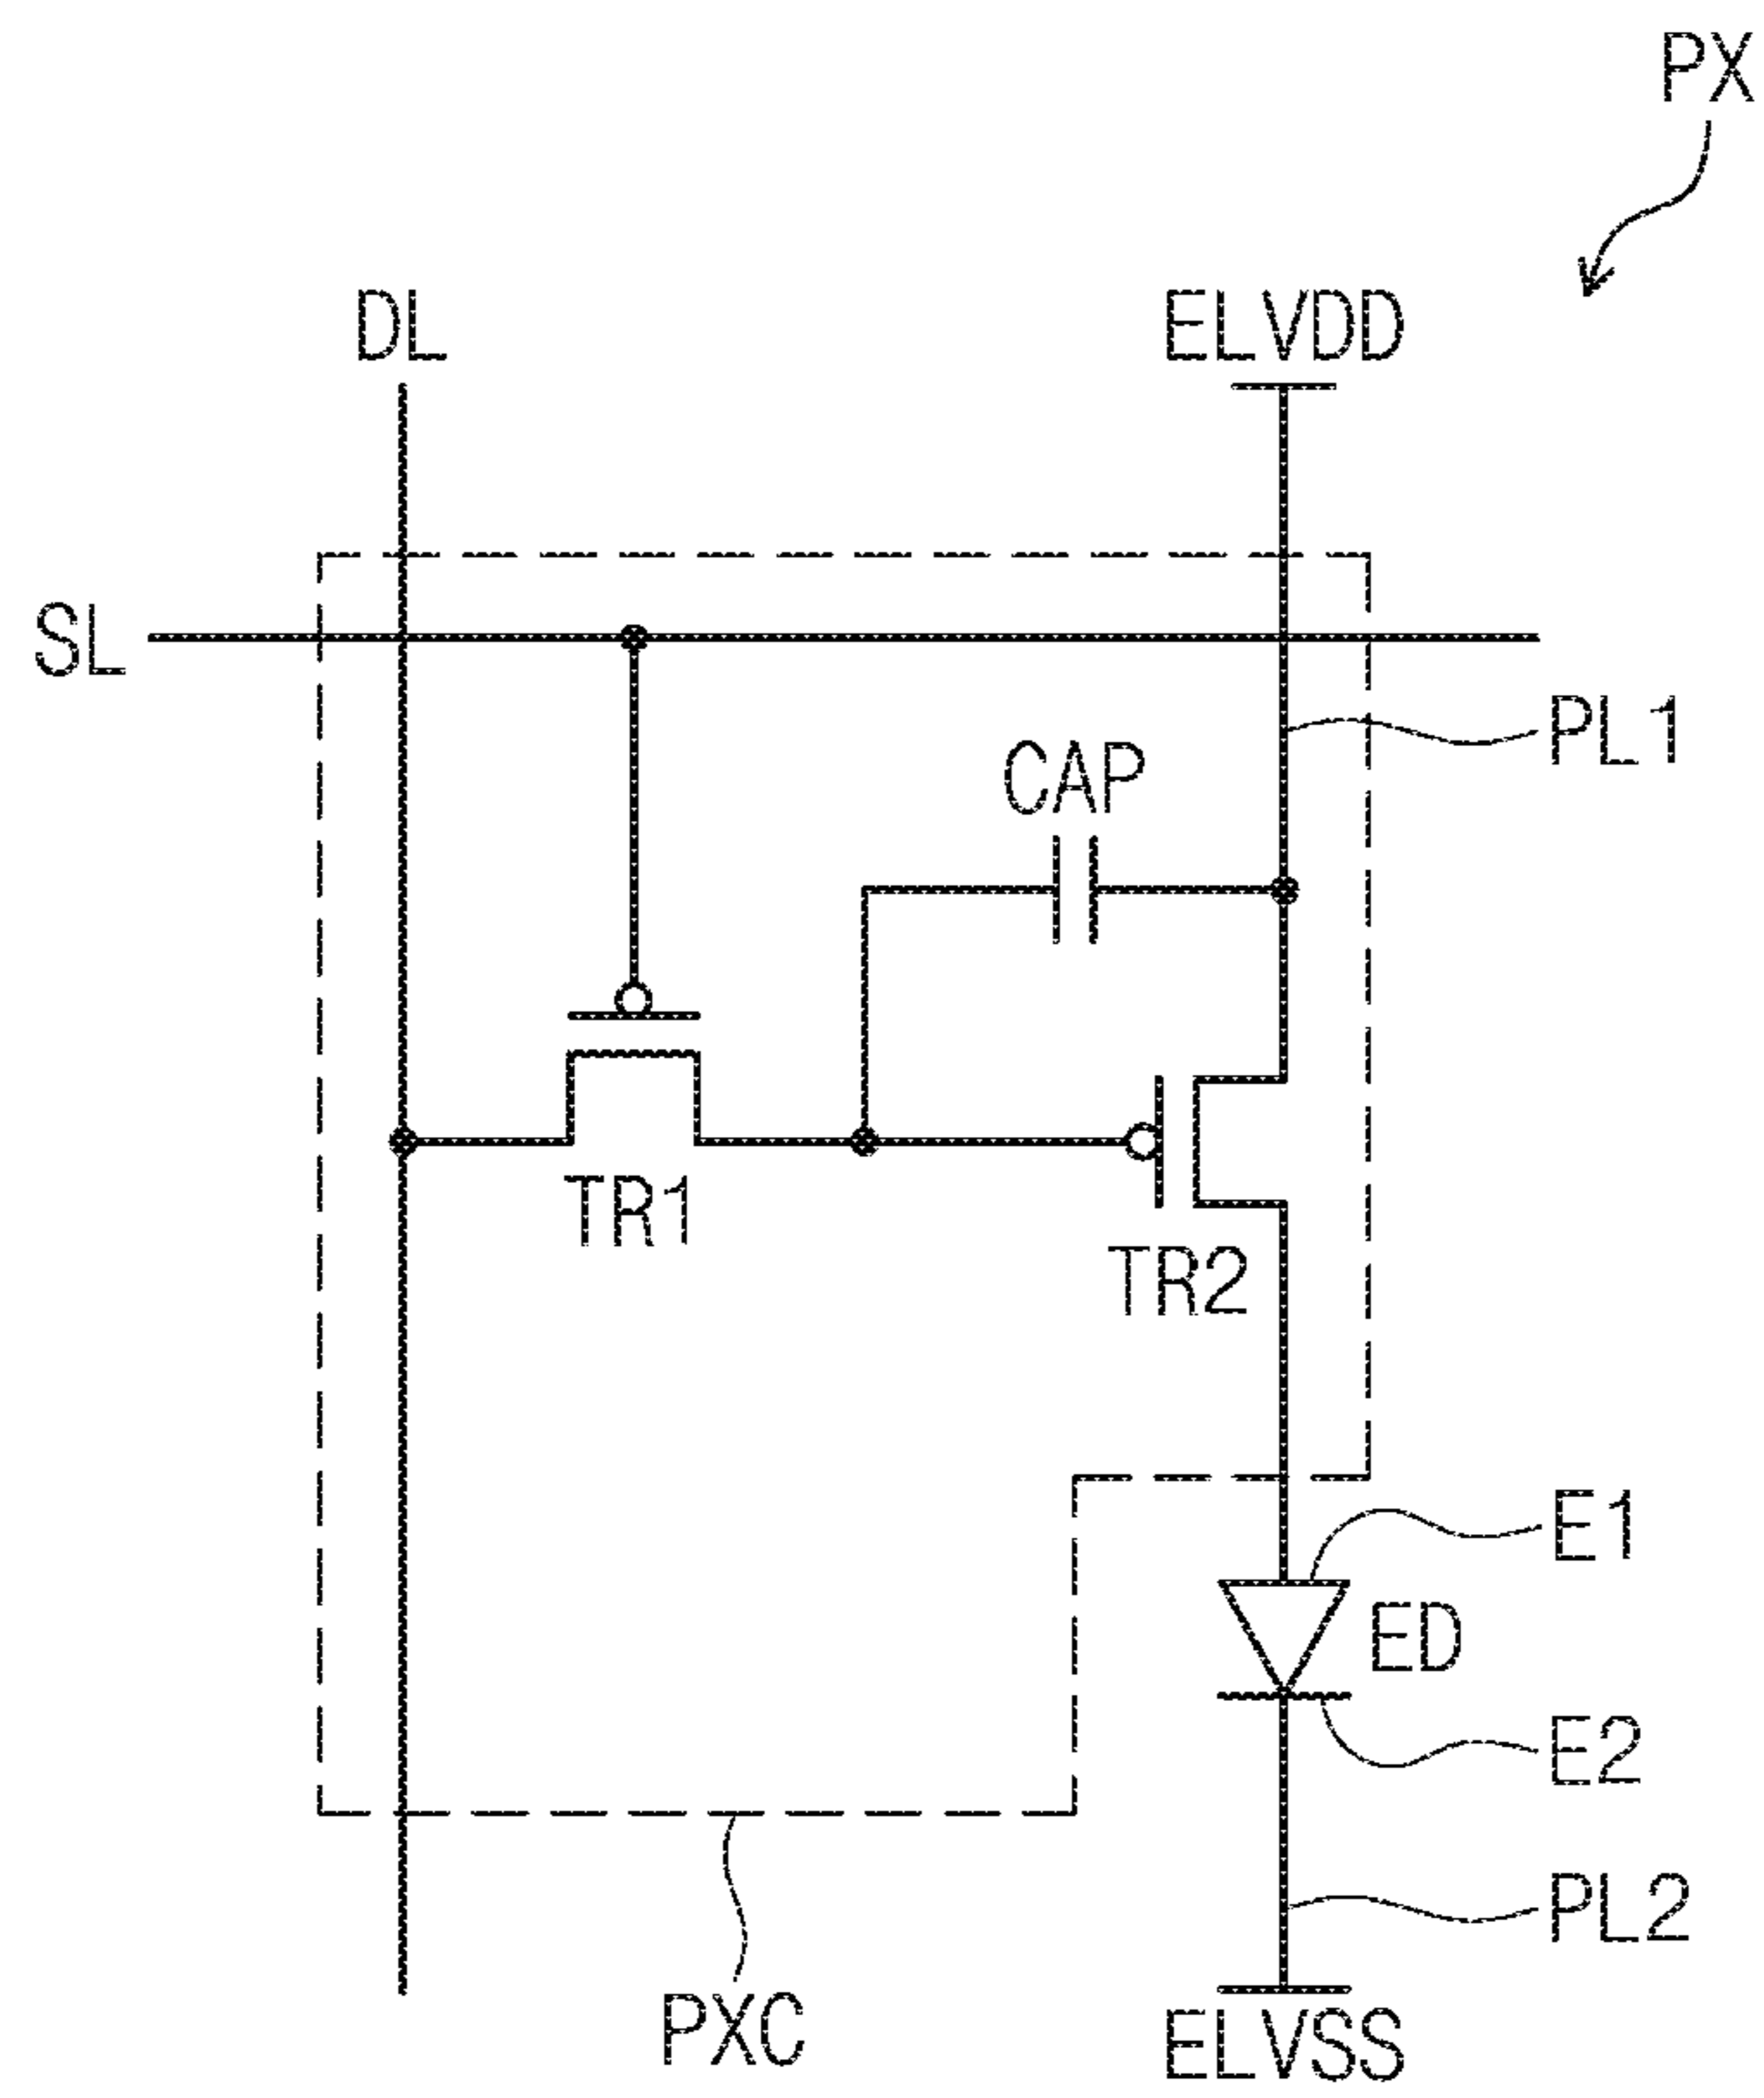 PX
DL
ELVDD
SL
PL1
CAP
TR1
TR2
E1
ED
E2
PL2
PXC
ELVSS